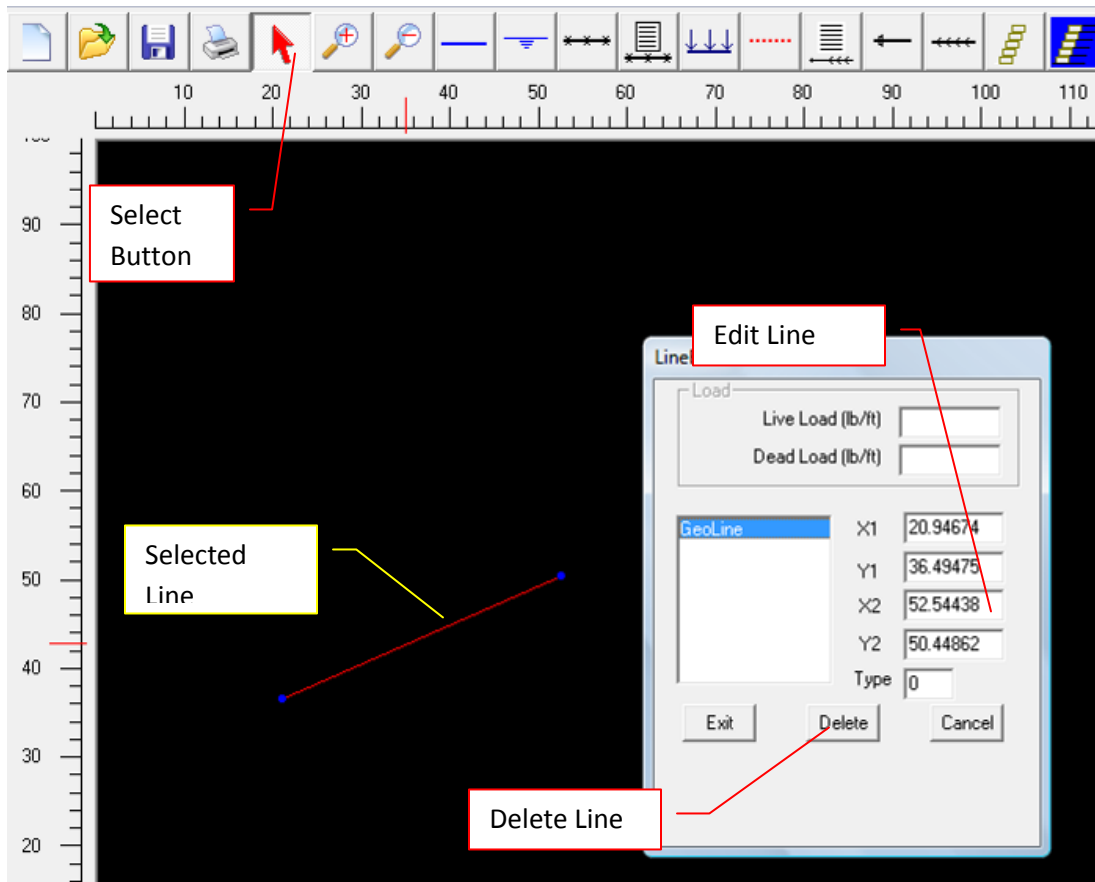 10 20 30 40 50 60 70 80 90 100 110
Select
Button
90
80
Edit Line
Load
Live Load (lb/ft)
70
Dead Load (lb/ft)
60
GeoLine X1 20.94674
Selected
Line
Y1 36.49475
50
X2 52.54438
Y2 50.44862
40
Type 0
Exit Delete Cancel
30
Delete Line
20